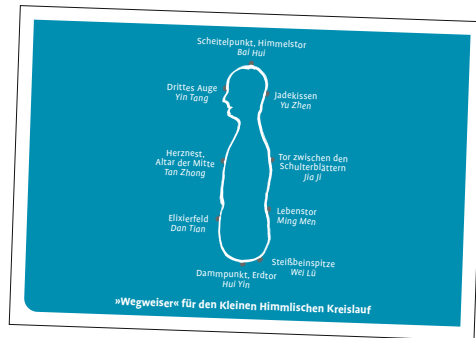 Scheitelpunkt, Himmelstor
Bai Hui
Drittes Auge
Yin Tang
Jadekissen
Yu Zhen
Herznest,
Altar der Mitte
Tan Zhong
Tor zwischen den
Schulterblättern
Jia Ji
Elixierfeld
Dan Tian
Lebenstor
Ming Men
Steißbeinspitze
Wei Lü
Dammpunkt, Erdtor
Hui Yin
»Wegweiser« für den Kleinen Himmlischen Kreislauf